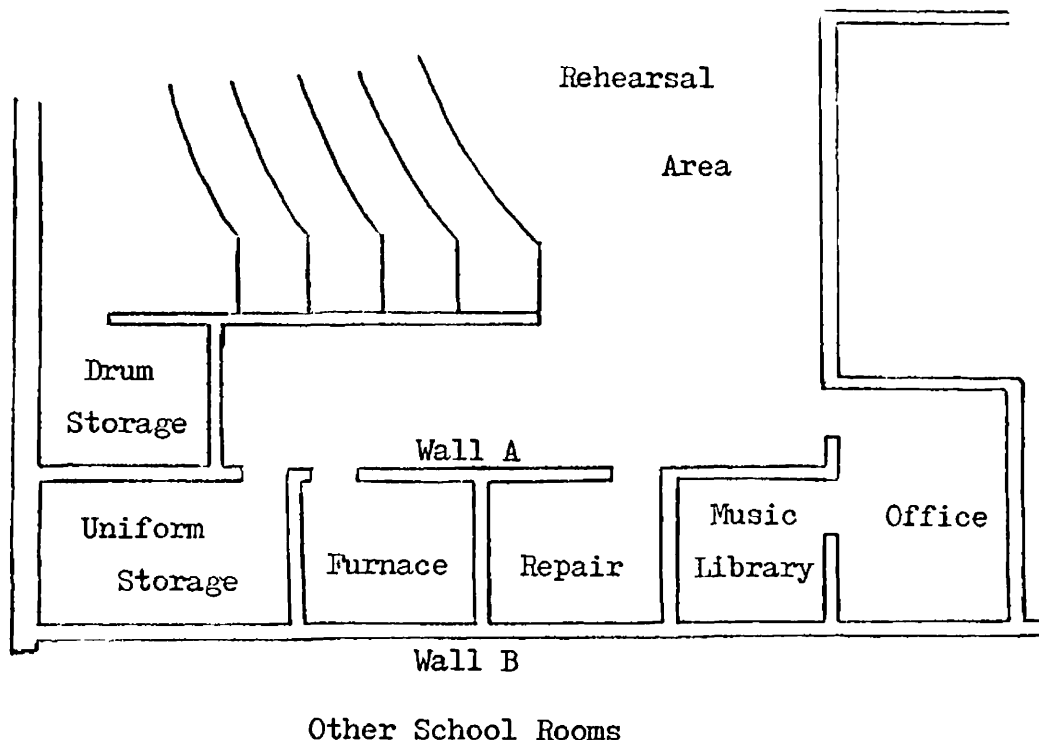 Rehearsal
Area
Drum
Storage
Wall A
Uniform
Storage
Furnace
Repair
Music
Library
Office
Wall B
Other School Rooms